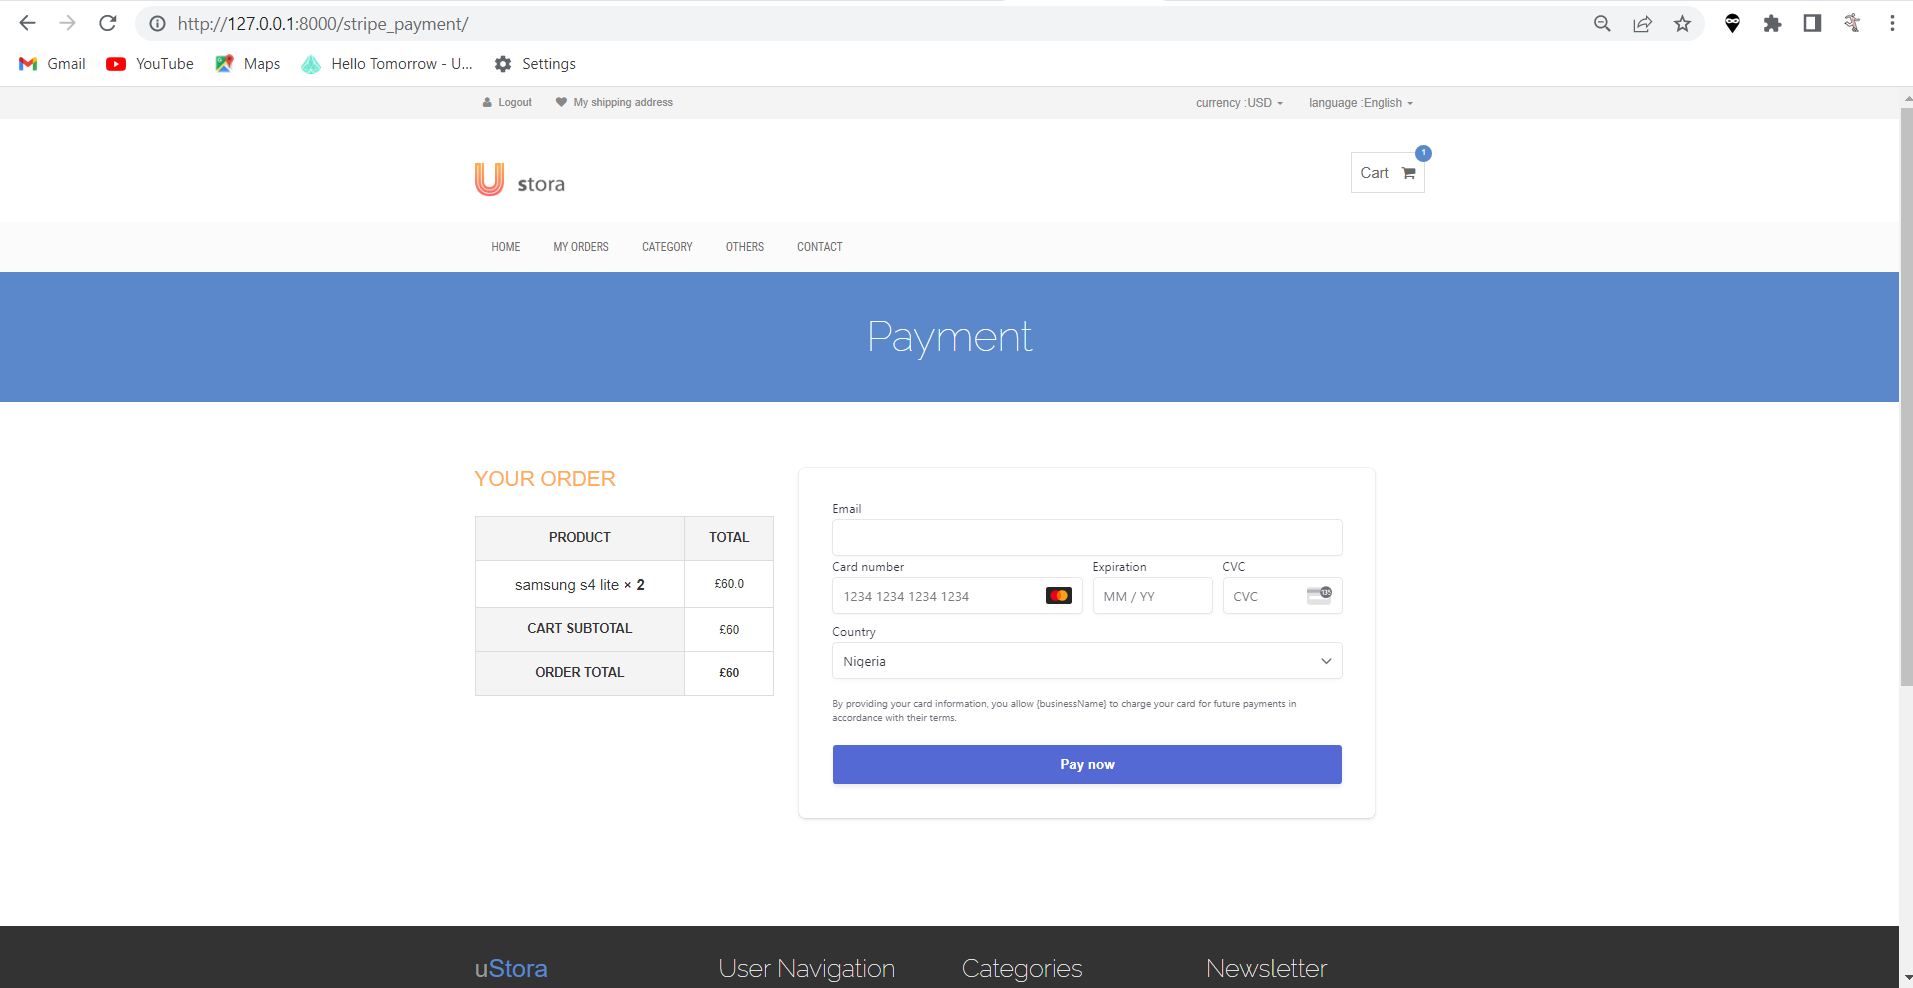 http://127.0.0.1:8000/stripe_payment/
Gmail YouTube Maps Hello Tomorrow - U... Settings
Logout My shipping address currency :USD language :English
U stora
Cart 1
HOME MY ORDERS CATEGORY OTHERS CONTACT
Payment
YOUR ORDER
PRODUCT TOTAL
samsung s4 lite × 2 £60.0
CART SUBTOTAL £60
ORDER TOTAL £60
Email
Card number Expiration CVC
1234 1234 1234 1234 MM / YY CVC 135
Country
Nigeria
By providing your card information, you allow {businessName} to charge your card for future payments in
accordance with their terms.
Pay now
uStora User Navigation Categories Newsletter